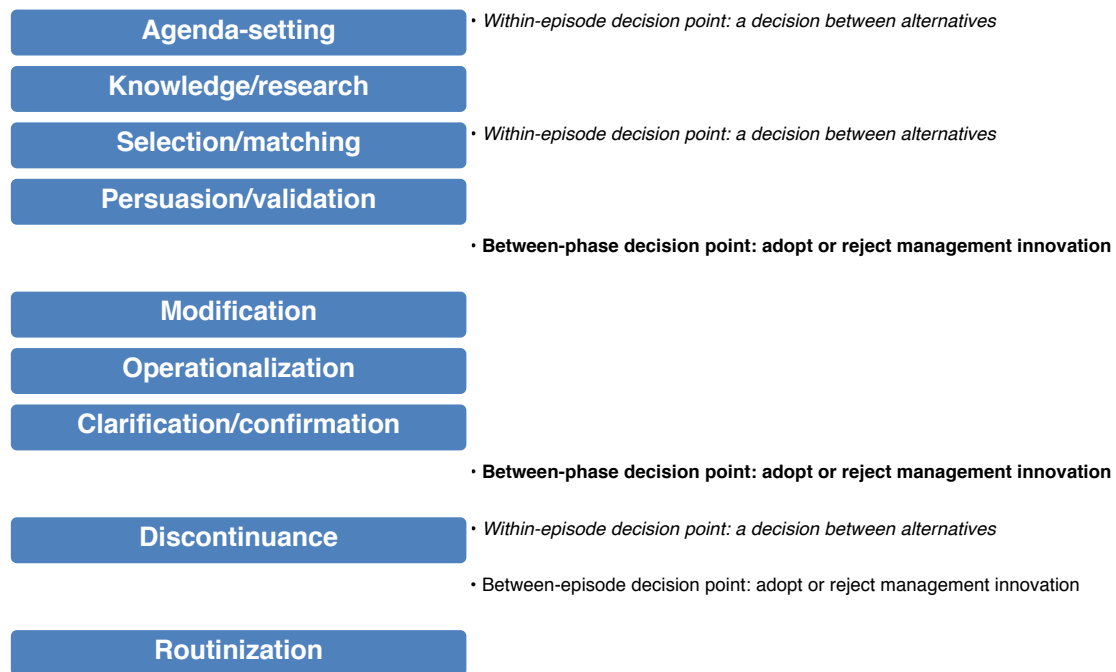 Agenda-setting
• Within-episode decision point: a decision between alternatives
Knowledge/research
Selection/matching
• Within-episode decision point: a decision between alternatives
Persuasion/validation
• Between-phase decision point: adopt or reject management innovation
Modification
Operationalization
Clarification/confirmation
• Between-phase decision point: adopt or reject management innovation
Discontinuance
• Within-episode decision point: a decision between alternatives
• Between-episode decision point: adopt or reject management innovation
Routinization